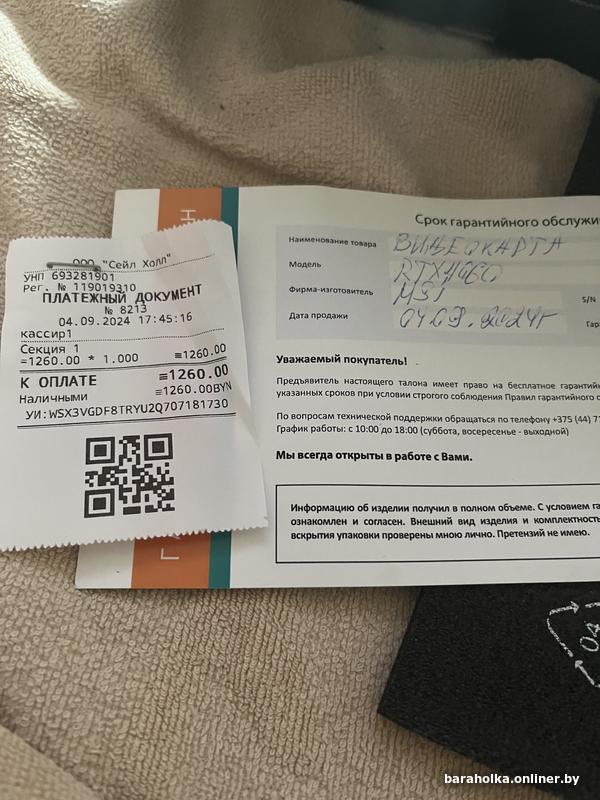 ООО "Сейл Холл"
УНП 693281901
Рег. № 119019310
ПЛАТЕЖНЫЙ ДОКУМЕНТ
№ 8213
04.09.2024 17:45:16
кассир1
Секция 1
=1260.00 * 1.000 ≡1260.00
К ОПЛАТЕ ≡1260.00
Наличными =1260.00BYN
УИ:WSX3VGDF8TRYU2Q707181730
Срок гарантийного обслужи
Наименование товара ВИДЕОКАРТА
Модель RTX4060
Фирма-изготовитель MSI S/N
Дата продажи 04.09.2024г Гар
Уважаемый покупатель!
Предъявитель настоящего талона имеет право на бесплатное гарантий
указанных сроков при условии строгого соблюдения Правил гарантийного о
По вопросам технической поддержки обращаться по телефону +375 (44) 7
График работы: с 10:00 до 18:00 (суббота, воскресенье - выходной)
Мы всегда открыты в работе с Вами.
Информацию об изделии получил в полном объеме. С условием га
ознакомлен и согласен. Внешний вид изделия и комплектность
вскрытия упаковки проверены мною лично. Претензий не имею.
04
baraholka.onliner.by